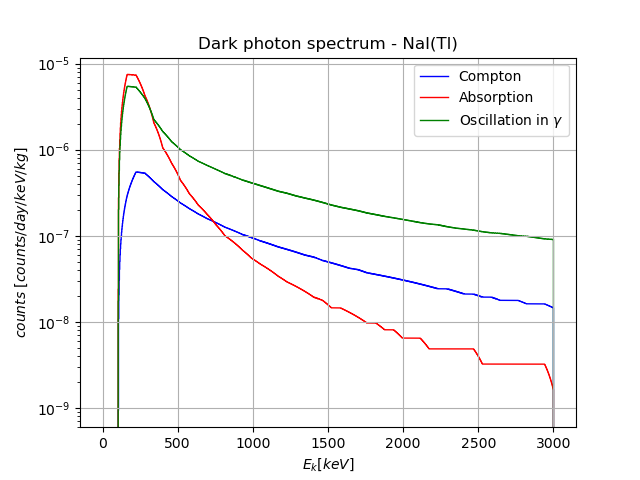 Dark photon spectrum - NaI(Tl)
Compton
Absorption
Oscillation in γ
counts [counts/day/keV/kg]
10⁻⁵
10⁻⁶
10⁻⁷
10⁻⁸
10⁻⁹
0 500 1000 1500 2000 2500 3000
Eₖ[keV]